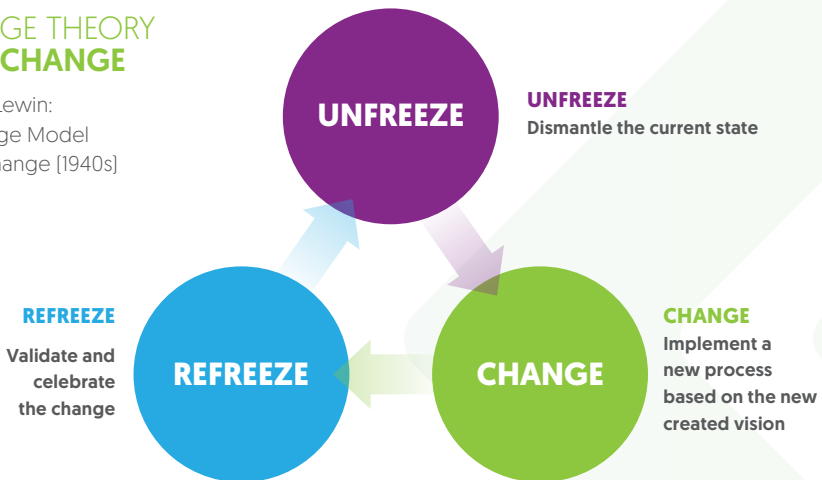 GE THEORY
CHANGE
Lewin:
ge Model
ange (1940s)
UNFREEZE
UNFREEZE
Dismantle the current state
REFREEZE
Validate and
celebrate
the change
REFREEZE
CHANGE
CHANGE
Implement a
new process
based on the new
created vision